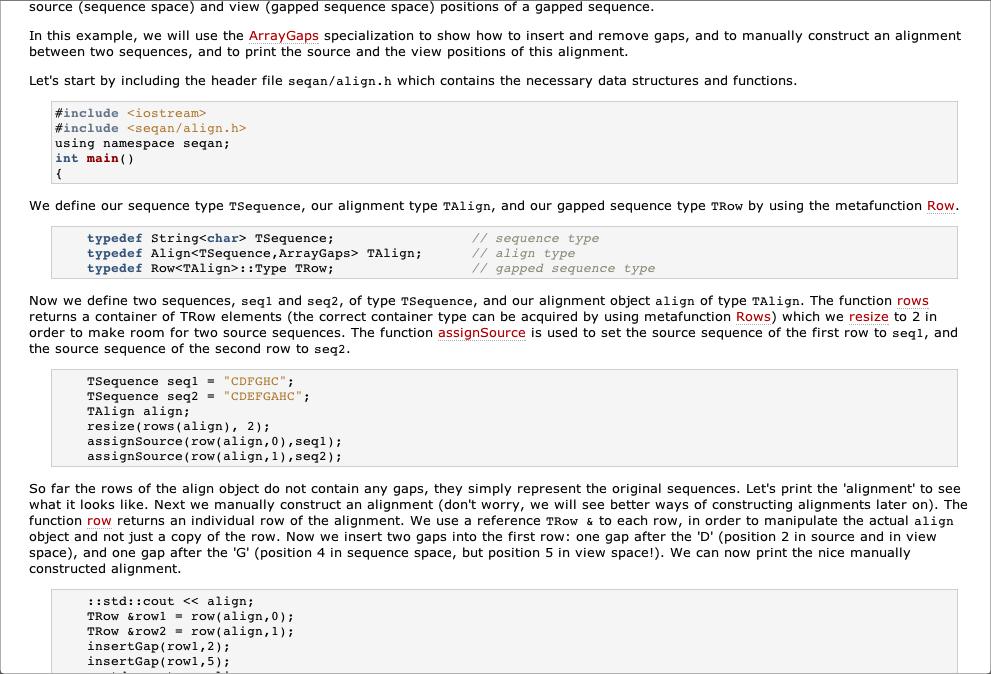 source (sequence space) and view (gapped sequence space) positions of a gapped sequence.
In this example, we will use the ArrayGaps specialization to show how to insert and remove gaps, and to manually construct an alignment
between two sequences, and to print the source and the view positions of this alignment.
Let's start by including the header file seqan/align.h which contains the necessary data structures and functions.
#include <iostream>
#include <seqan/align.h>
using namespace seqan;
int main()
{
We define our sequence type TSequence, our alignment type TAlign, and our gapped sequence type TRow by using the metafunction Row.
typedef String<char> TSequence; // sequence type
typedef Align<TSequence,ArrayGaps> TAlign; // align type
typedef Row<TAlign>::Type TRow; // gapped sequence type
Now we define two sequences, seq1 and seq2, of type TSequence, and our alignment object align of type TAlign. The function rows
returns a container of TRow elements (the correct container type can be acquired by using metafunction Rows) which we resize to 2 in
order to make room for two source sequences. The function assignSource is used to set the source sequence of the first row to seq1, and
the source sequence of the second row to seq2.
TSequence seq1 = "CDFGHC";
TSequence seq2 = "CDEFGAHC";
TAlign align;
resize(rows(align), 2);
assignSource(row(align,0),seq1);
assignSource(row(align,1),seq2);
So far the rows of the align object do not contain any gaps, they simply represent the original sequences. Let's print the 'alignment' to see
what it looks like. Next we manually construct an alignment (don't worry, we will see better ways of constructing alignments later on). The
function row returns an individual row of the alignment. We use a reference TRow & to each row, in order to manipulate the actual align
object and not just a copy of the row. Now we insert two gaps into the first row: one gap after the 'D' (position 2 in source and in view
space), and one gap after the 'G' (position 4 in sequence space, but position 5 in view space!). We can now print the nice manually
constructed alignment.
::std::cout << align;
TRow &row1 = row(align,0);
TRow &row2 = row(align,1);
insertGap(row1,2);
insertGap(row1,5);